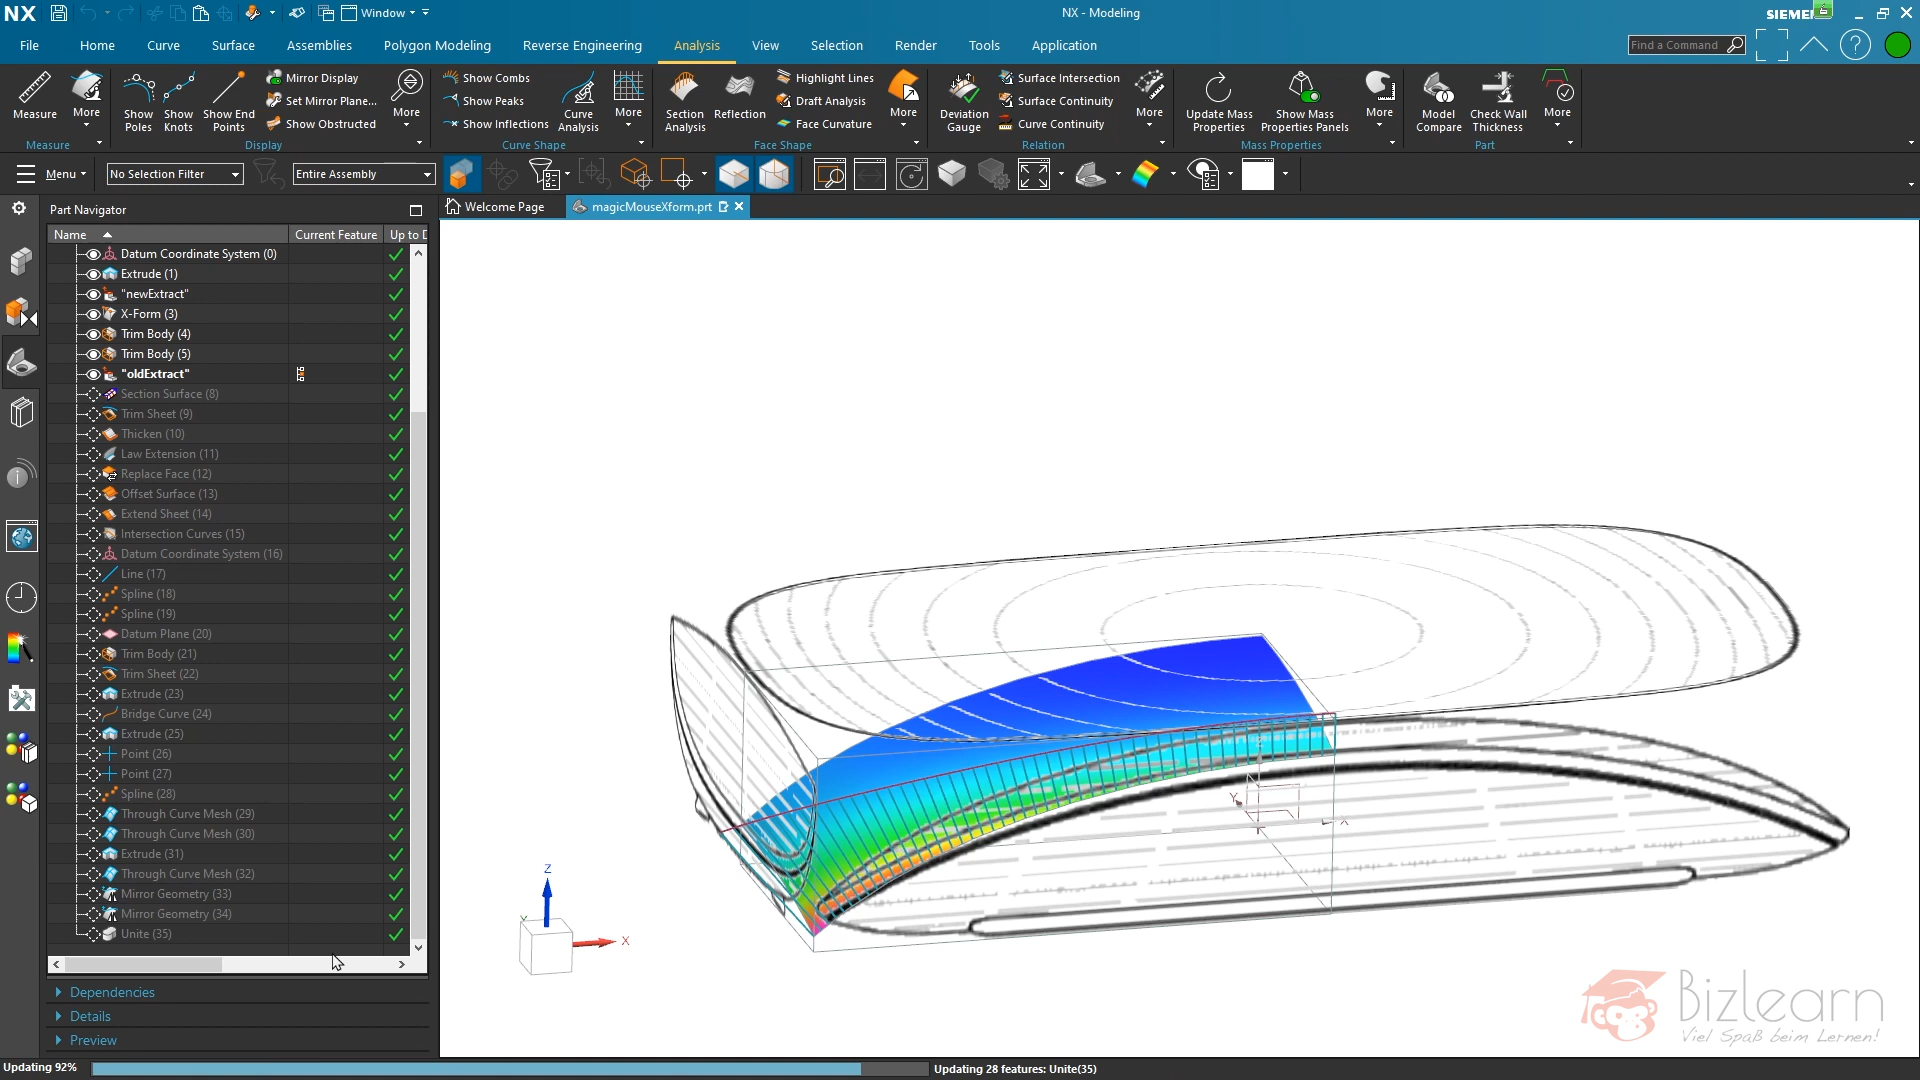 NX
Window
NX - Modeling
SIEME
File
Home
Curve
Surface
Assemblies
Polygon Modeling
Reverse Engineering
Analysis
View
Selection
Render
Tools
Application
Find a Command
Measure
More
Show Poles
Show Knots
Show End Points
Mirror Display
Set Mirror Plane...
Show Obstructed
More
Show Combs
Show Peaks
Show Inflections
Curve Analysis
More
Section Analysis
Reflection
Highlight Lines
Draft Analysis
Face Curvature
More
Deviation Gauge
Surface Intersection
Surface Continuity
Curve Continuity
More
Update Mass Properties
Show Mass Properties Panels
More
Model Compare
Check Wall Thickness
More
Measure
Display
Curve Shape
Face Shape
Relation
Mass Properties
Part
Menu
No Selection Filter
Entire Assembly
Part Navigator
Welcome Page
magicMouseXform.prt
Name
Current Feature
Up to D
Datum Coordinate System (0)
Extrude (1)
"newExtract"
X-Form (3)
Trim Body (4)
Trim Body (5)
"oldExtract"
Section Surface (8)
Trim Sheet (9)
Thicken (10)
Law Extension (11)
Replace Face (12)
Offset Surface (13)
Extend Sheet (14)
Intersection Curves (15)
Datum Coordinate System (16)
Line (17)
Spline (18)
Spline (19)
Datum Plane (20)
Trim Body (21)
Trim Sheet (22)
Extrude (23)
Bridge Curve (24)
Extrude (25)
Point (26)
Point (27)
Spline (28)
Through Curve Mesh (29)
Through Curve Mesh (30)
Extrude (31)
Through Curve Mesh (32)
Mirror Geometry (33)
Mirror Geometry (34)
Unite (35)
Dependencies
Details
Preview
Y
X
Z
Y
X
Bizlearn
Viel Spaß beim Lernen!
Updating 92%
Updating 28 features: Unite(35)